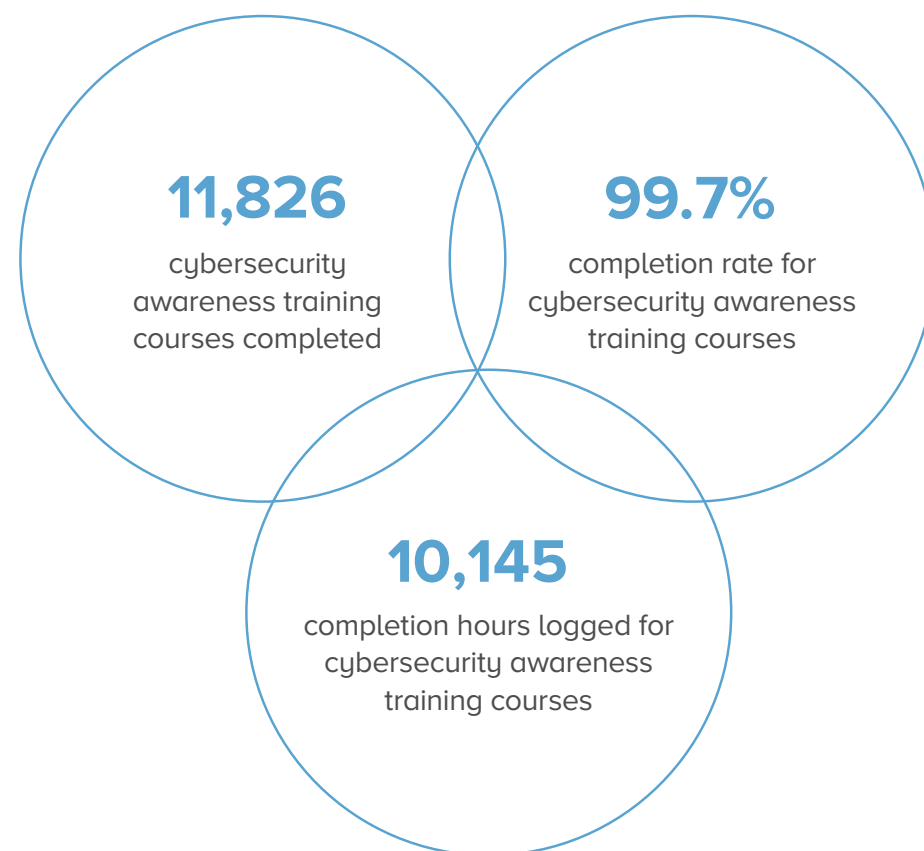 11,826
cybersecurity
awareness training
courses completed
99.7%
completion rate for
cybersecurity awareness
training courses
10,145
completion hours logged for
cybersecurity awareness
training courses